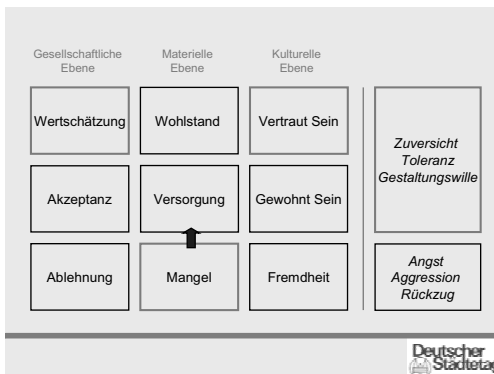 Gesellschaftliche Ebene
Materielle Ebene
Kulturelle Ebene
Wertschätzung
Wohlstand
Vertraut Sein
Zuversicht
Toleranz
Gestaltungswille
Akzeptanz
Versorgung
Gewohnt Sein
Ablehnung
Mangel
Fremdheit
Angst
Aggression
Rückzug
Deutscher
Städtetag